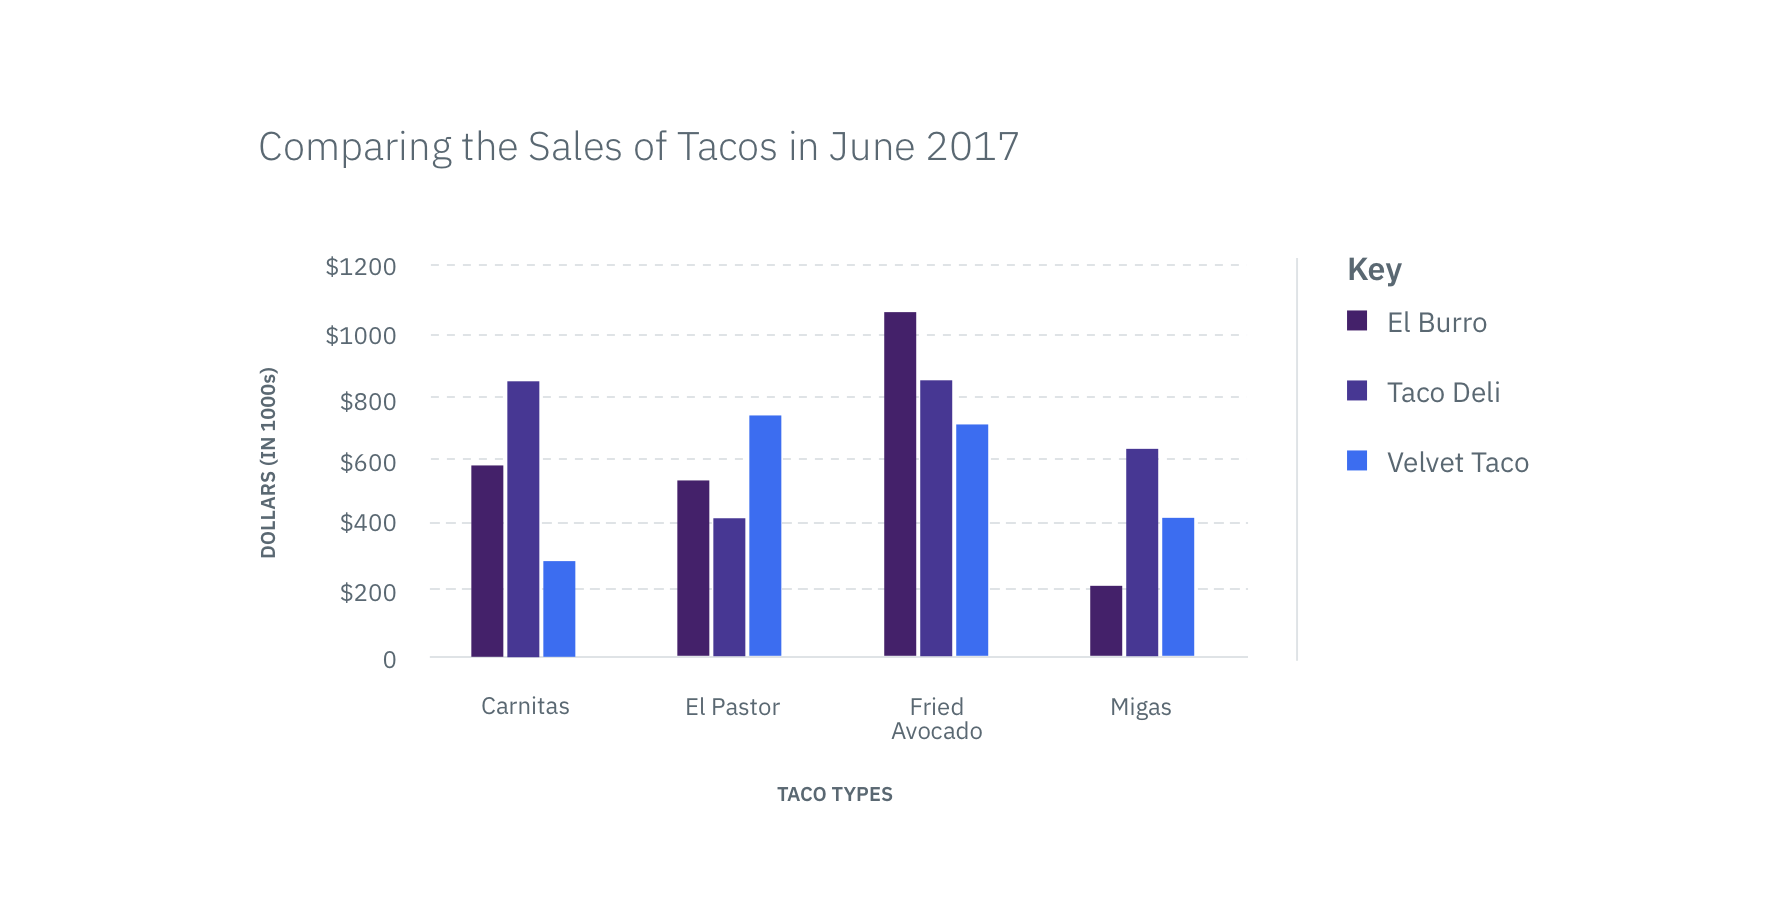 Comparing the Sales of Tacos in June 2017
$1200
$1000
$800
$600
$400
$200
0
DOLLARS (IN 1000s)
Carnitas
El Pastor
Fried
Avocado
Migas
TACO TYPES
Key
El Burro
Taco Deli
Velvet Taco